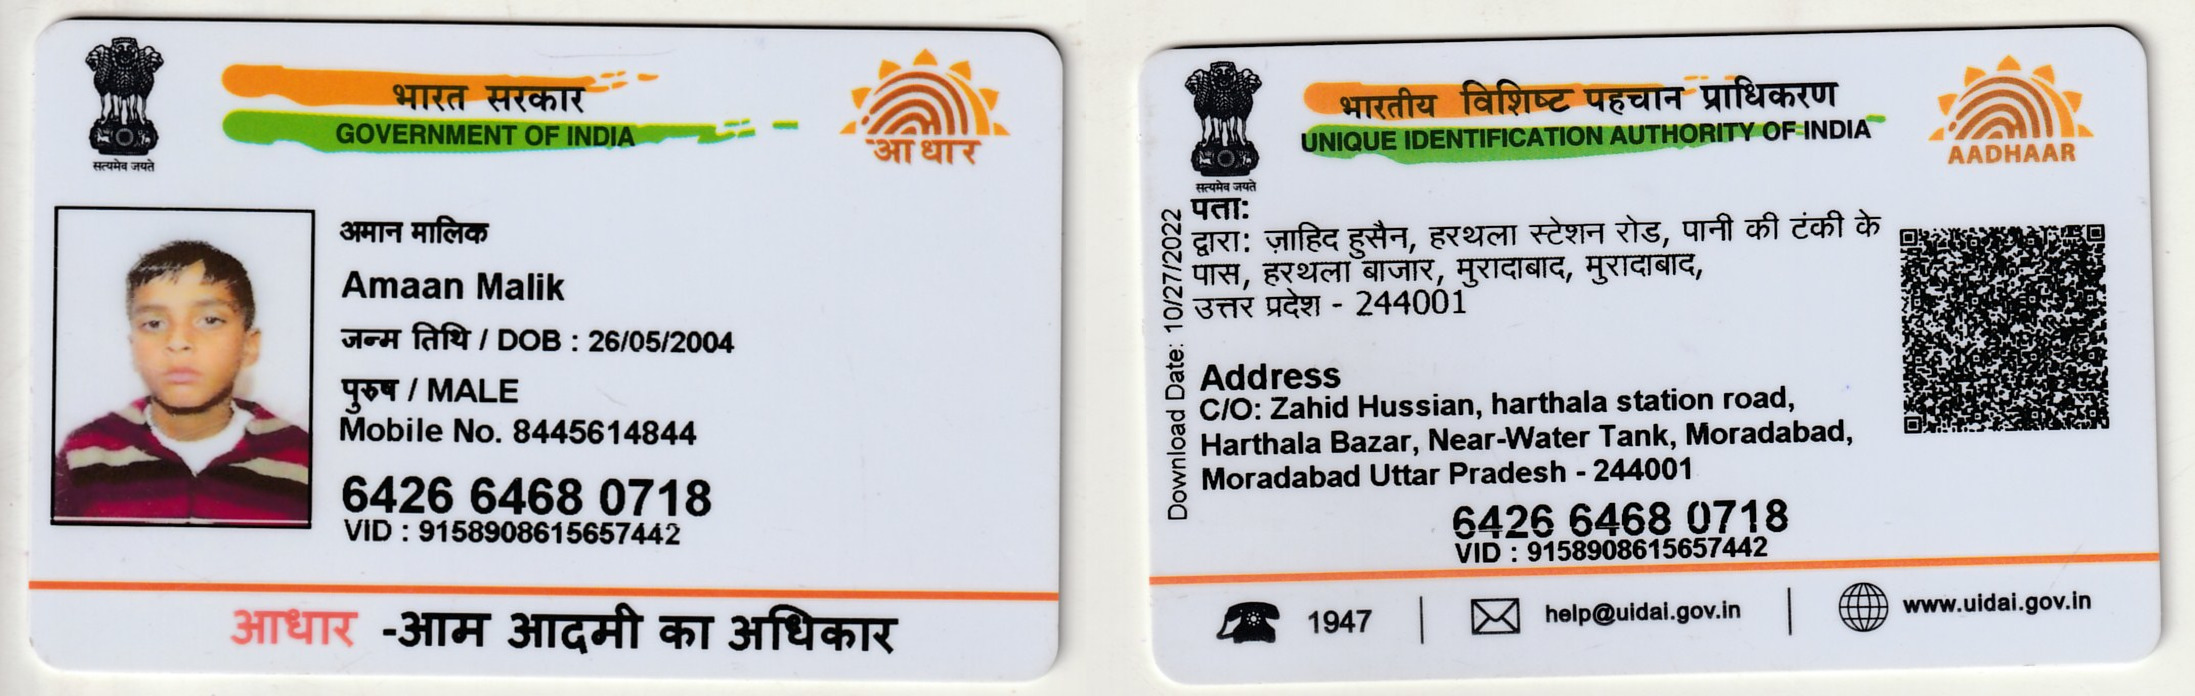 भारत सरकार
GOVERNMENT OF INDIA
सत्यमेव जयते
आधार
अमान मालिक
Amaan Malik
जन्म तिथि / DOB : 26/05/2004
पुरुष / MALE
Mobile No. 8445614844
6426 6468 0718
VID : 9158908615657442
आधार -आम आदमी का अधिकार
भारतीय विशिष्ट पहचान प्राधिकरण
UNIQUE IDENTIFICATION AUTHORITY OF INDIA
सत्यमेव जयते
AADHAAR
Download Date: 10/27/2022
पता:
द्वारा: ज़ाहिद हुसैन, हरथला स्टेशन रोड, पानी की टंकी के
पास, हरथला बाजार, मुरादाबाद, मुरादाबाद,
उत्तर प्रदेश - 244001
Address
C/O: Zahid Hussian, harthala station road,
Harthala Bazar, Near-Water Tank, Moradabad,
Moradabad Uttar Pradesh - 244001
6426 6468 0718
VID : 9158908615657442
1947
help@uidai.gov.in
www.uidai.gov.in